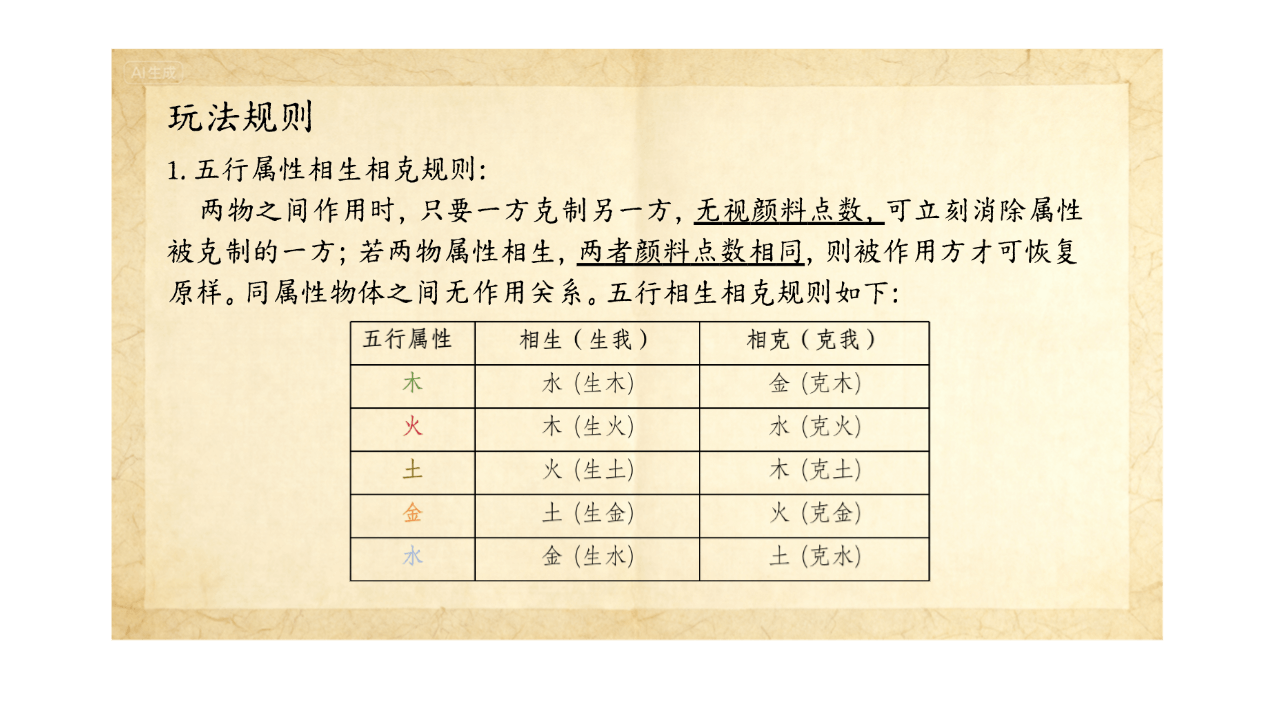 AI生成
玩法规则
1. 五行属性相生相克规则：
两物之间作用时，只要一方克制另一方，无视颜料点数，可立刻消除属性
被克制的一方；若两物属性相生，两者颜料点数相同，则被作用方才可恢复
原样。同属性物体之间无作用关系。五行相生相克规则如下：
五行属性 相生（生我） 相克（克我）
木 水（生木） 金（克木）
火 木（生火） 水（克火）
土 火（生土） 木（克土）
金 土（生金） 火（克金）
水 金（生水） 土（克水）